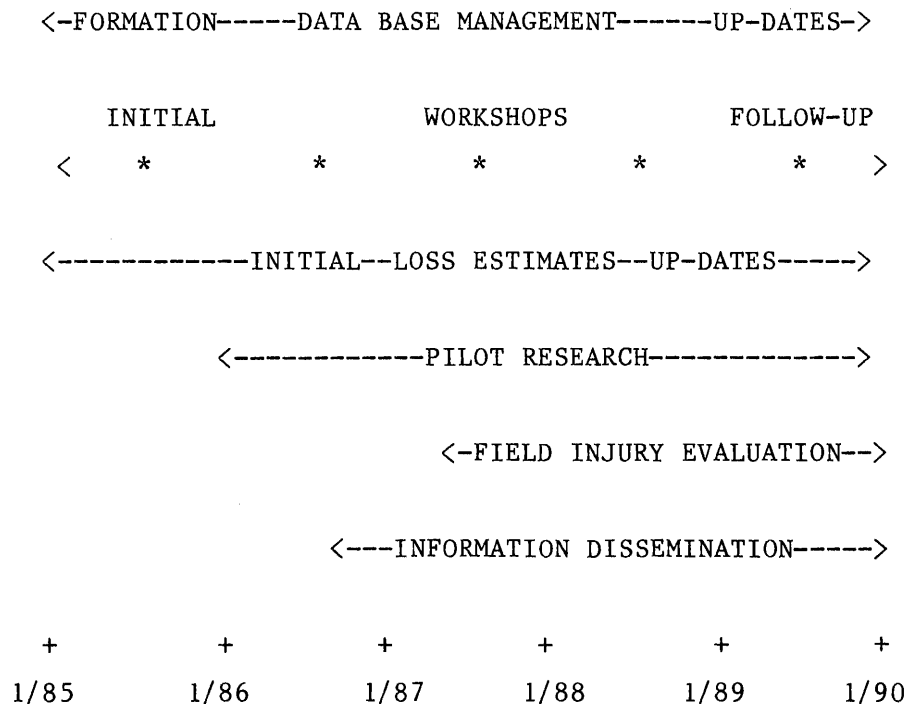 <-FORMATION-----DATA BASE MANAGEMENT------UP-DATES->
INITIAL WORKSHOPS FOLLOW-UP
< * * * * * >
<------------INITIAL--LOSS ESTIMATES--UP-DATES----->
<------------PILOT RESEARCH------------->
<-FIELD INJURY EVALUATION-->
<---INFORMATION DISSEMINATION----->
+ + + + + +
1/85 1/86 1/87 1/88 1/89 1/90